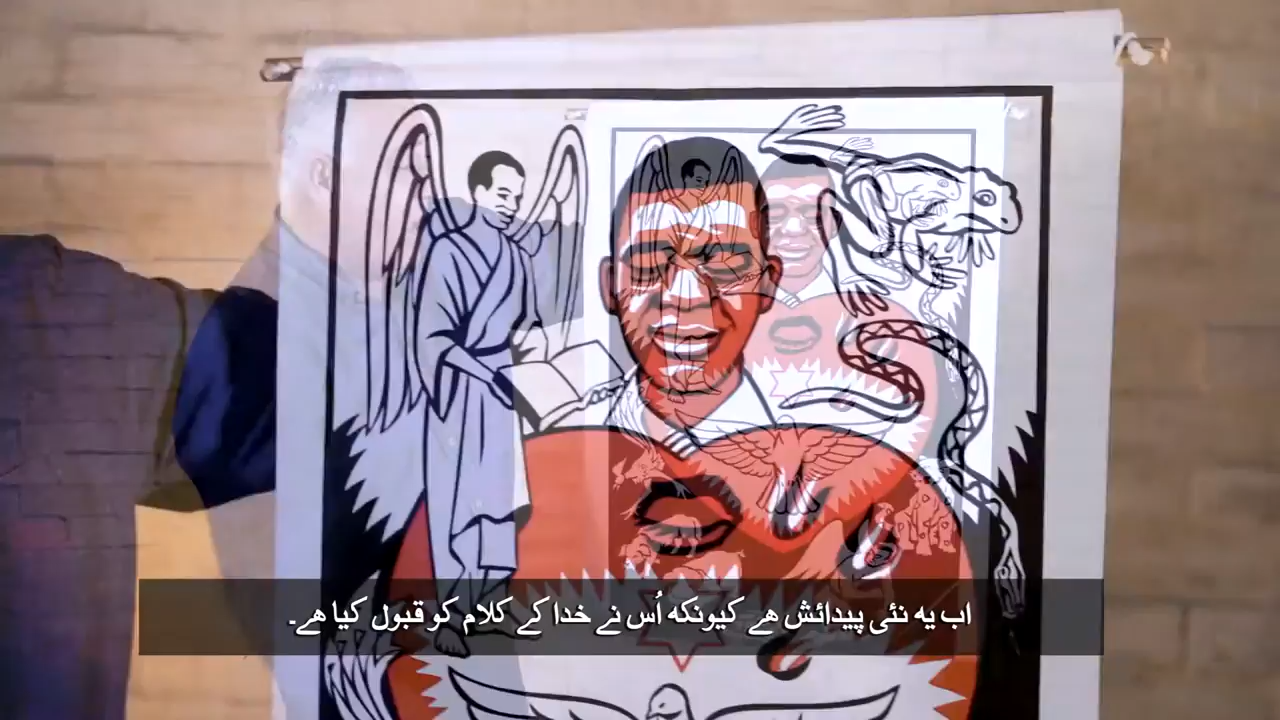 اب یہ نئی پیدائش ہے کیونکہ اُس نے خدا کے کلام کو قبول کیا ہے۔